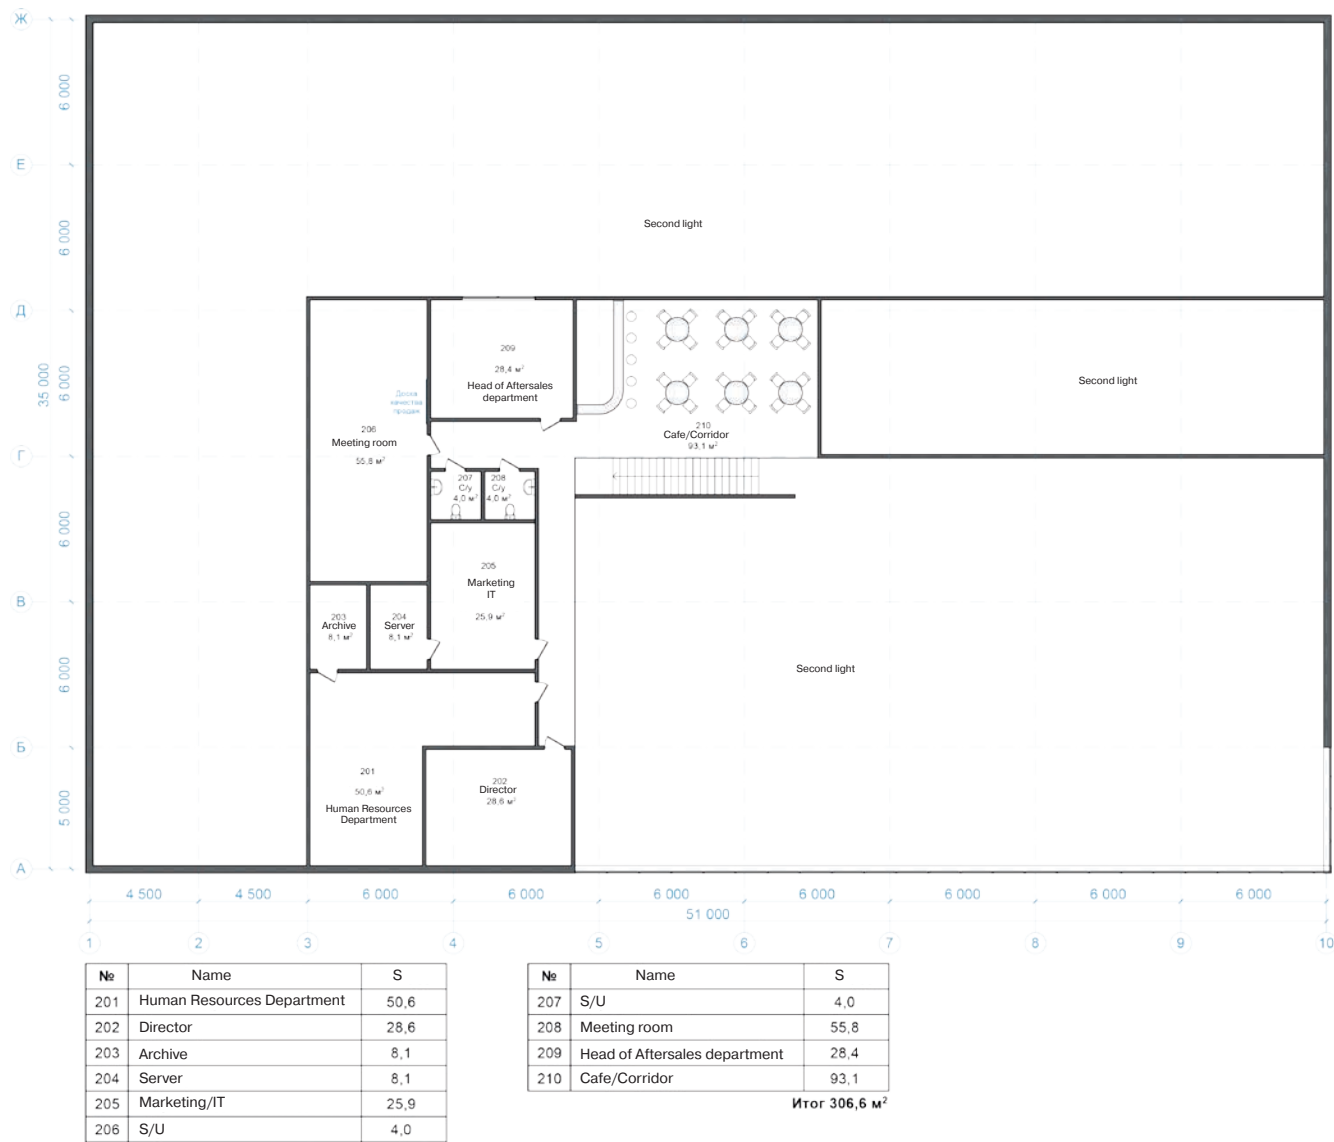 Ж
6 000
Е
6 000
Second light
Д
35 000
6 000
209
28,4 м²
Head of Aftersales
department
Second light
Доска
качества
продаж
206
Meeting room
55,8 м²
210
Cafe/Corridor
93,1 м²
Г
207
С/у
4,0 м²
208
С/у
4,0 м²
6 000
205
Marketing
IT
25,9 м²
В
203
Archive
8,1 м²
204
Server
8,1 м²
6 000
Second light
Б
201
50,6 м²
Human Resources
Department
202
Director
28,6 м²
5 000
А
4 500 4 500 6 000 6 000 6 000 6 000 6 000 6 000 6 000
51 000
1 2 3 4 5 6 7 8 9 10
№ Name S
201 Human Resources Department 50,6
202 Director 28,6
203 Archive 8,1
204 Server 8,1
205 Marketing/IT 25,9
206 S/U 4,0
№ Name S
207 S/U 4,0
208 Meeting room 55,8
209 Head of Aftersales department 28,4
210 Cafe/Corridor 93,1
Итог 306,6 м²